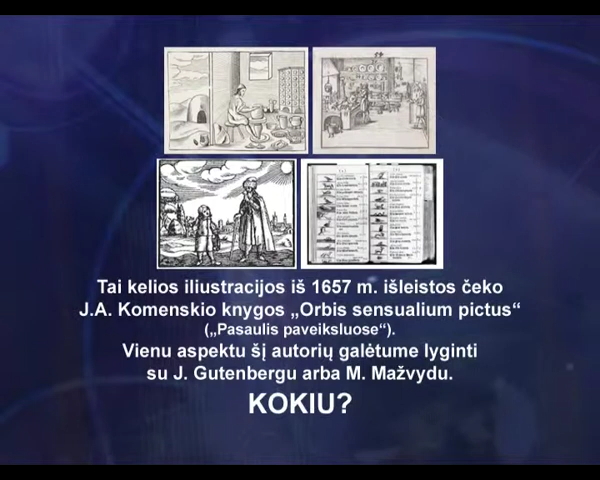 Tai kelios iliustracijos iš 1657 m. išleistos čeko
J.A. Komenskio knygos „Orbis sensualium pictus“
(„Pasaulis paveiksluose“).
Vienu aspektu šį autorių galėtume lyginti
su J. Gutenbergu arba M. Mažvydu.
KOKIU?